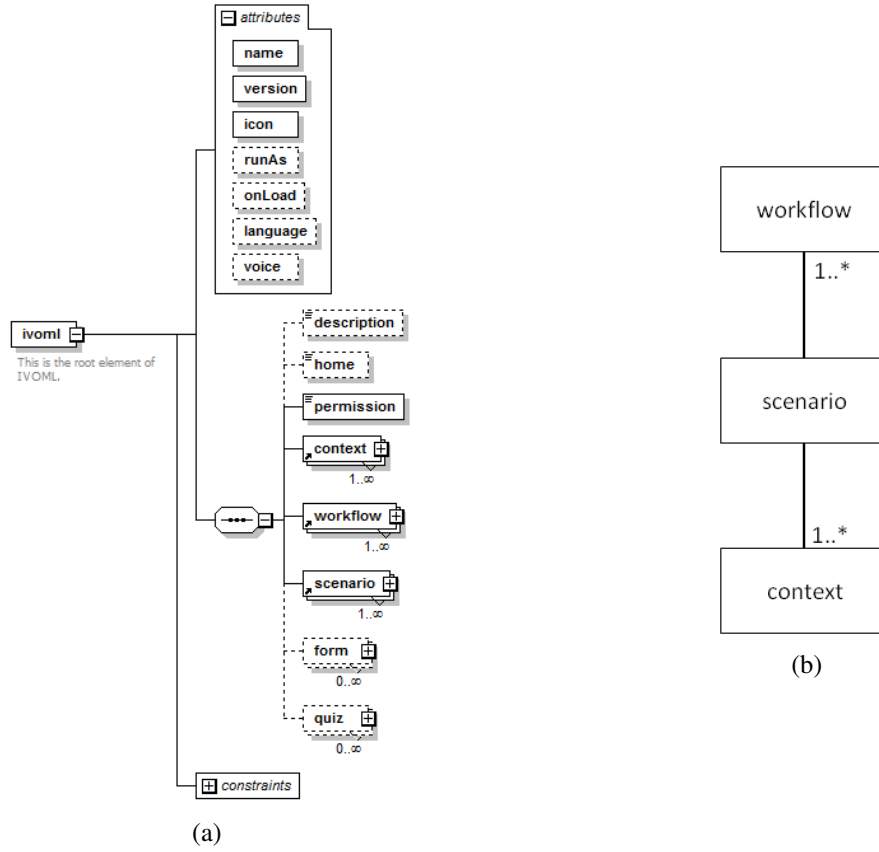 attributes
name
version
icon
runAs
onLoad
language
voice
ivoml
This is the root element of
IVOML.
description
home
permission
context
1..∞
workflow
1..∞
scenario
1..∞
form
0..∞
quiz
0..∞
constraints
(a)
workflow
1..*
scenario
1..*
context
(b)